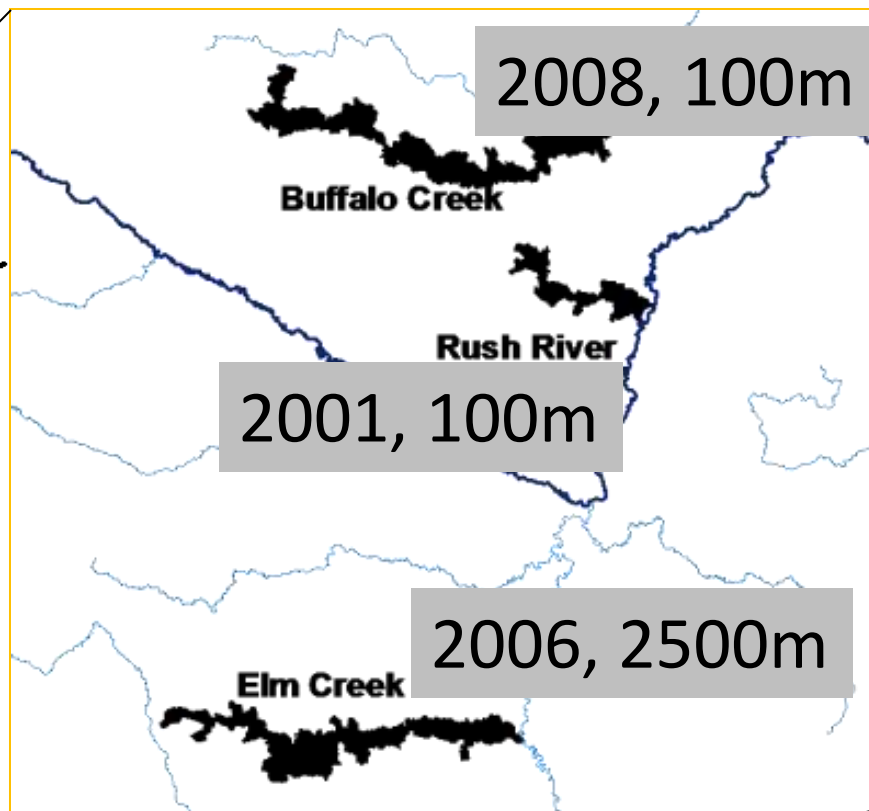 2008, 100m
Buffalo Creek
Rush River
2001, 100m
2006, 2500m
Elm Creek